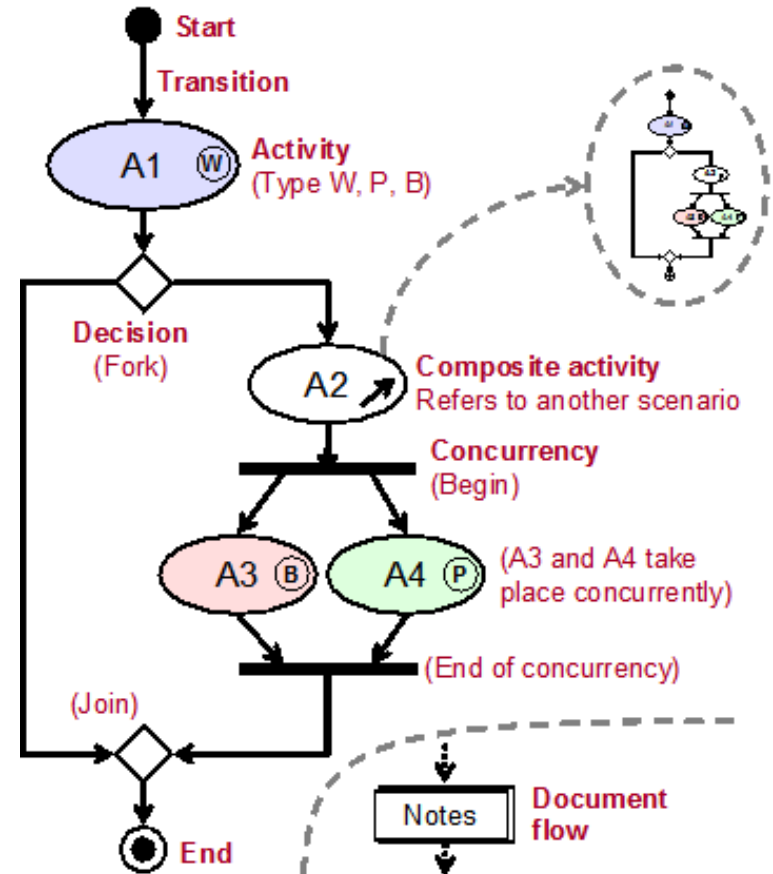 Start
Transition
A1 W
Activity
(Type W, P, B)
Decision
(Fork)
A2
Composite activity
Refers to another scenario
Concurrency
(Begin)
A3 B
A4 P
(A3 and A4 take
place concurrently)
(End of concurrency)
(Join)
End
Notes
Document
flow